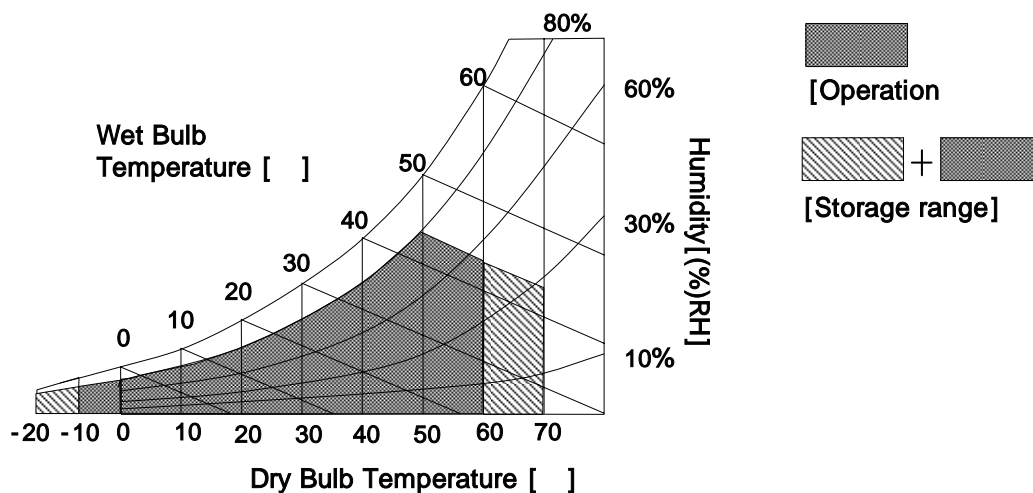 80%
60
60%
[Operation
Wet Bulb
Temperature [ ]
50
Humidity[(%)RH]
[Storage range]
40
30%
30
20
10
0
10%
-20 -10 0 10 20 30 40 50 60 70
Dry Bulb Temperature [ ]